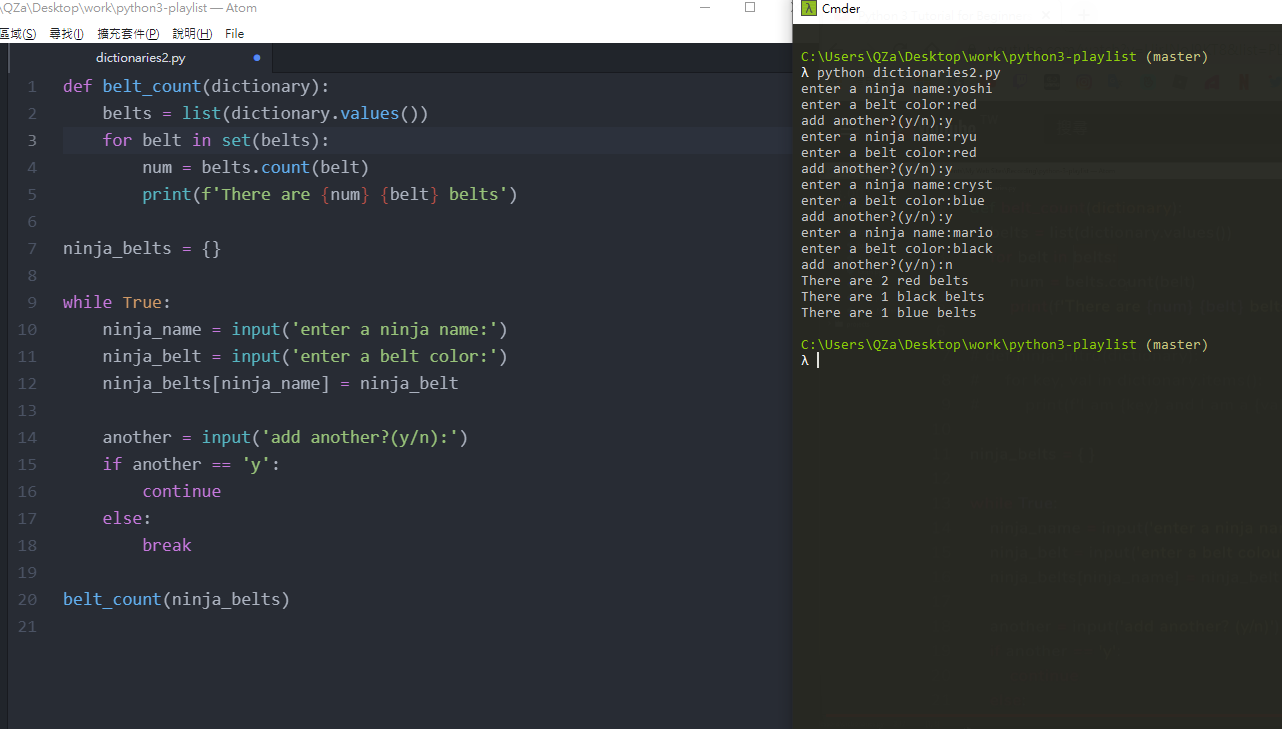 \QZa\Desktop\work\python3-playlist — Atom
區域(S) 尋找(I) 擴充套件(P) 說明(H) File
dictionaries2.py
1 def belt_count(dictionary):
2     belts = list(dictionary.values())
3     for belt in set(belts):
4         num = belts.count(belt)
5         print(f'There are {num} {belt} belts')
6
7 ninja_belts = {}
8
9 while True:
10     ninja_name = input('enter a ninja name:')
11     ninja_belt = input('enter a belt color:')
12     ninja_belts[ninja_name] = ninja_belt
13
14     another = input('add another?(y/n):')
15     if another == 'y':
16         continue
17     else:
18         break
19
20 belt_count(ninja_belts)
21
λ Cmder
C:\Users\QZa\Desktop\work\python3-playlist (master)
λ python dictionaries2.py
enter a ninja name:yoshi
enter a belt color:red
add another?(y/n):y
enter a ninja name:ryu
enter a belt color:red
add another?(y/n):y
enter a ninja name:cryst
enter a belt color:blue
add another?(y/n):y
enter a ninja name:mario
enter a belt color:black
add another?(y/n):n
There are 2 red belts
There are 1 black belts
There are 1 blue belts
C:\Users\QZa\Desktop\work\python3-playlist (master)
λ